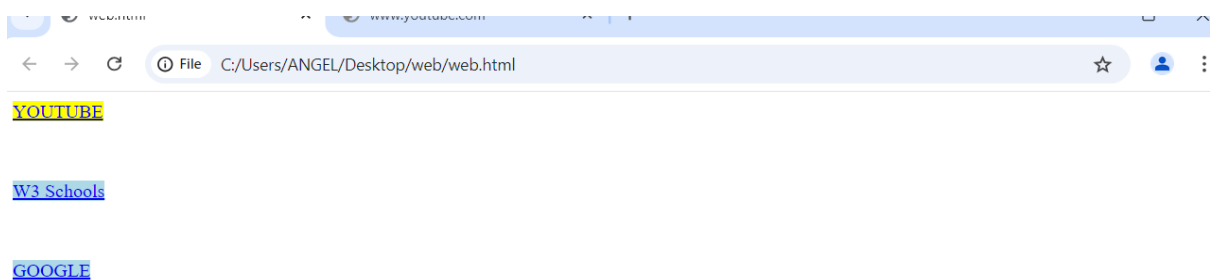 web.html
www.youtube.com
File C:/Users/ANGEL/Desktop/web/web.html
YOUTUBE
W3 Schools
GOOGLE